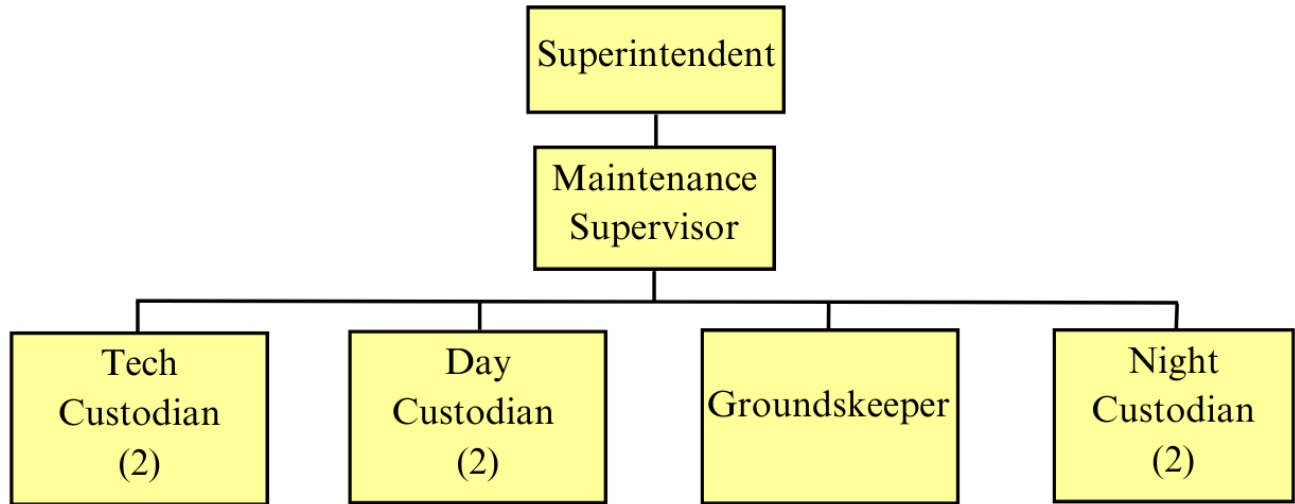 Superintendent
Maintenance
Supervisor
Tech
Custodian
(2)
Day
Custodian
(2)
Groundskeeper
Night
Custodian
(2)